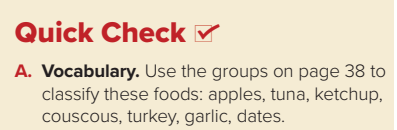 Quick Check
A. Vocabulary. Use the groups on page 38 to
classify these foods: apples, tuna, ketchup,
couscous, turkey, garlic, dates.